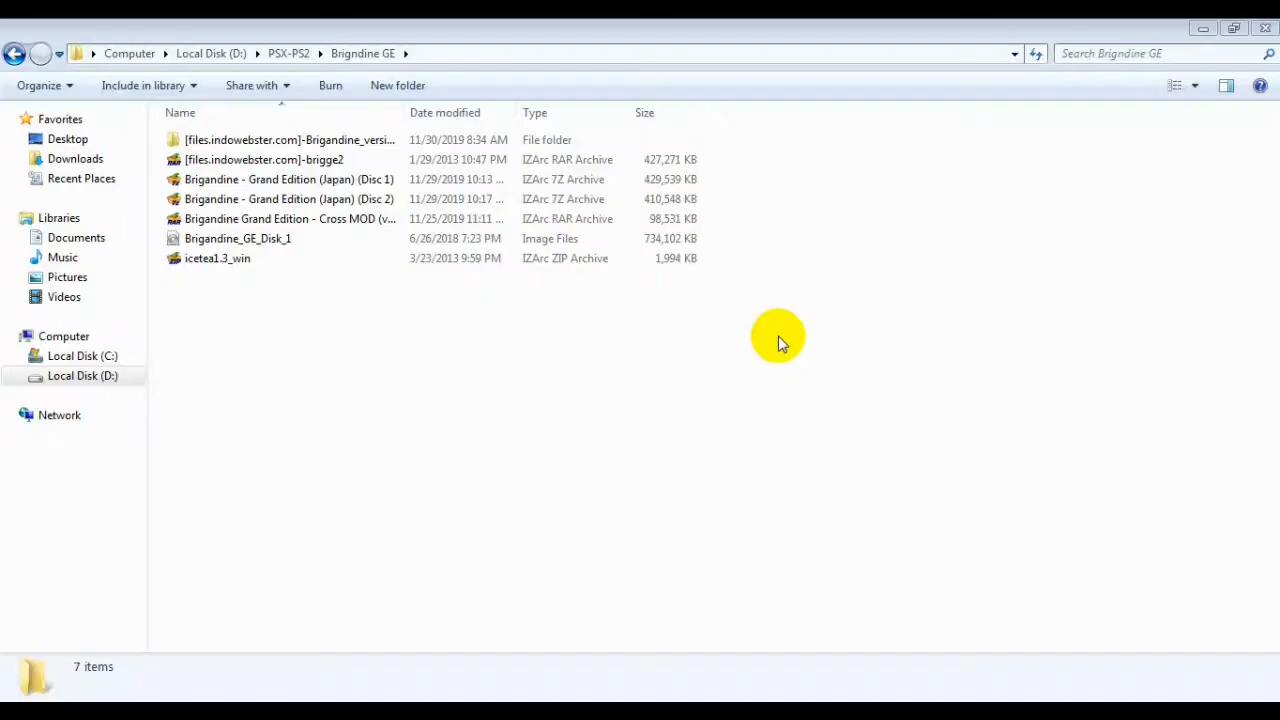 Computer Local Disk (D:) PSX-PS2 Brigndine GE Search Brigndine GE
Organize Include in library Share with Burn New folder
Favorites
Desktop
Downloads
Recent Places
Libraries
Documents
Music
Pictures
Videos
Computer
Local Disk (C:)
Local Disk (D:)
Network
Name Date modified Type Size
[files.indowebster.com]-Brigandine_versi... 11/30/2019 8:34 AM File folder
[files.indowebster.com]-brigge2 1/29/2013 10:47 PM IZArc RAR Archive 427,271 KB
Brigandine - Grand Edition (Japan) (Disc 1) 11/29/2019 10:13 ... IZArc 7Z Archive 429,539 KB
Brigandine - Grand Edition (Japan) (Disc 2) 11/29/2019 10:17 ... IZArc 7Z Archive 410,548 KB
Brigandine Grand Edition - Cross MOD (v... 11/25/2019 11:11 ... IZArc RAR Archive 98,531 KB
Brigandine_GE_Disk_1 6/26/2018 7:23 PM Image Files 734,102 KB
icetea1.3_win 3/23/2013 9:59 PM IZArc ZIP Archive 1,994 KB
7 items